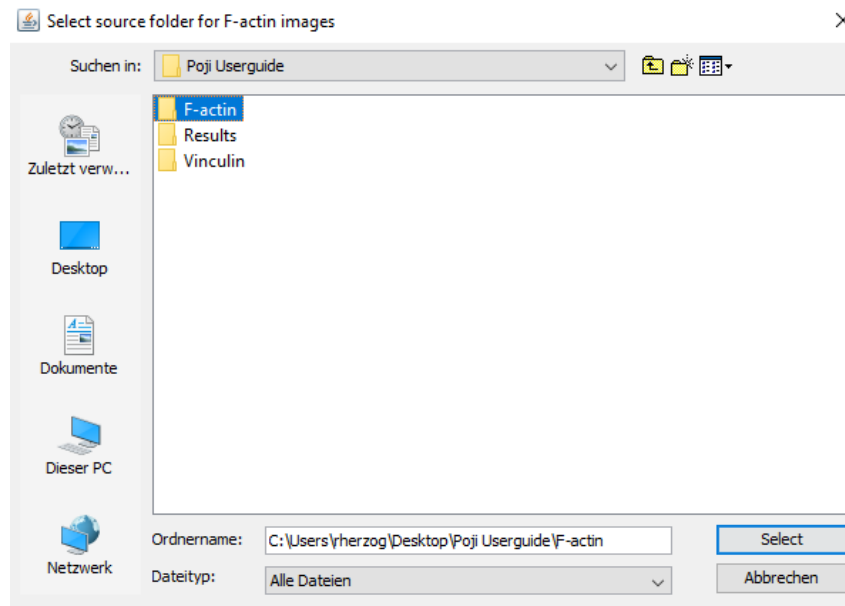 Select source folder for F-actin images
Suchen in: Poji Userguide
F-actin
Results
Vinculin
Zuletzt verw...
Desktop
Dokumente
Dieser PC
Netzwerk
Ordnername: C:\Users\rherzog\Desktop\Poji Userguide\F-actin Select
Dateityp: Alle Dateien Abbrechen